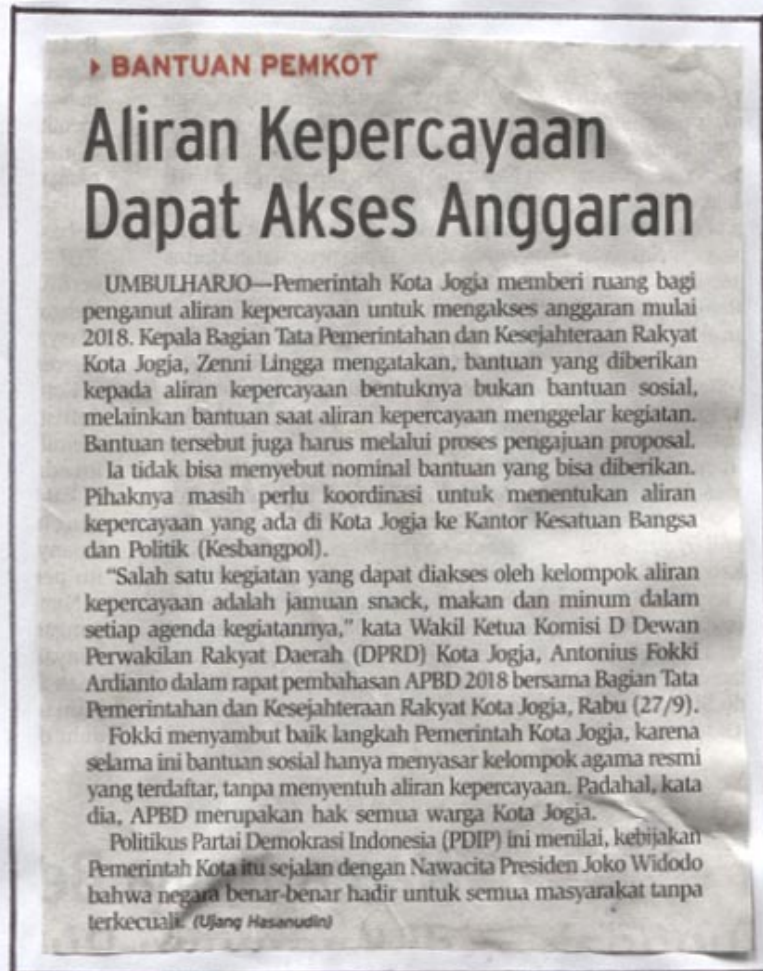 BANTUAN PEMKOT
Aliran Kepercayaan
Dapat Akses Anggaran
UMBULHARJO—Pemerintah Kota Jogja memberi ruang bagi
penganut aliran kepercayaan untuk mengakses anggaran mulai
2018. Kepala Bagian Tata Pemerintahan dan Kesejahteraan Rakyat
Kota Jogja, Zenni Lingga mengatakan, bantuan yang diberikan
kepada aliran kepercayaan bentuknya bukan bantuan sosial,
melainkan bantuan saat aliran kepercayaan menggelar kegiatan.
Bantuan tersebut juga harus melalui proses pengajuan proposal.
Ia tidak bisa menyebut nominal bantuan yang bisa diberikan.
Pihaknya masih perlu koordinasi untuk menentukan aliran
kepercayaan yang ada di Kota Jogja ke Kantor Kesatuan Bangsa
dan Politik (Kesbangpol).
"Salah satu kegiatan yang dapat diakses oleh kelompok aliran
kepercayaan adalah jamuan snack, makan dan minum dalam
setiap agenda kegiatannya," kata Wakil Ketua Komisi D Dewan
Perwakilan Rakyat Daerah (DPRD) Kota Jogja, Antonius Fokki
Ardianto dalam rapat pembahasan APBD 2018 bersama Bagian Tata
Pemerintahan dan Kesejahteraan Rakyat Kota Jogja, Rabu (27/9).
Fokki menyambut baik langkah Pemerintah Kota Jogja, karena
selama ini bantuan sosial hanya menyasar kelompok agama resmi
yang terdaftar, tanpa menyentuh aliran kepercayaan. Padahal, kata
dia, APBD merupakan hak semua warga Kota Jogja.
Politikus Partai Demokrasi Indonesia (PDIP) ini menilai, kebijakan
Pemerintah Kota itu sejalan dengan Nawacita Presiden Joko Widodo
bahwa negara benar-benar hadir untuk semua masyarakat tanpa
terkecuali. (Ujang Hasanudin)